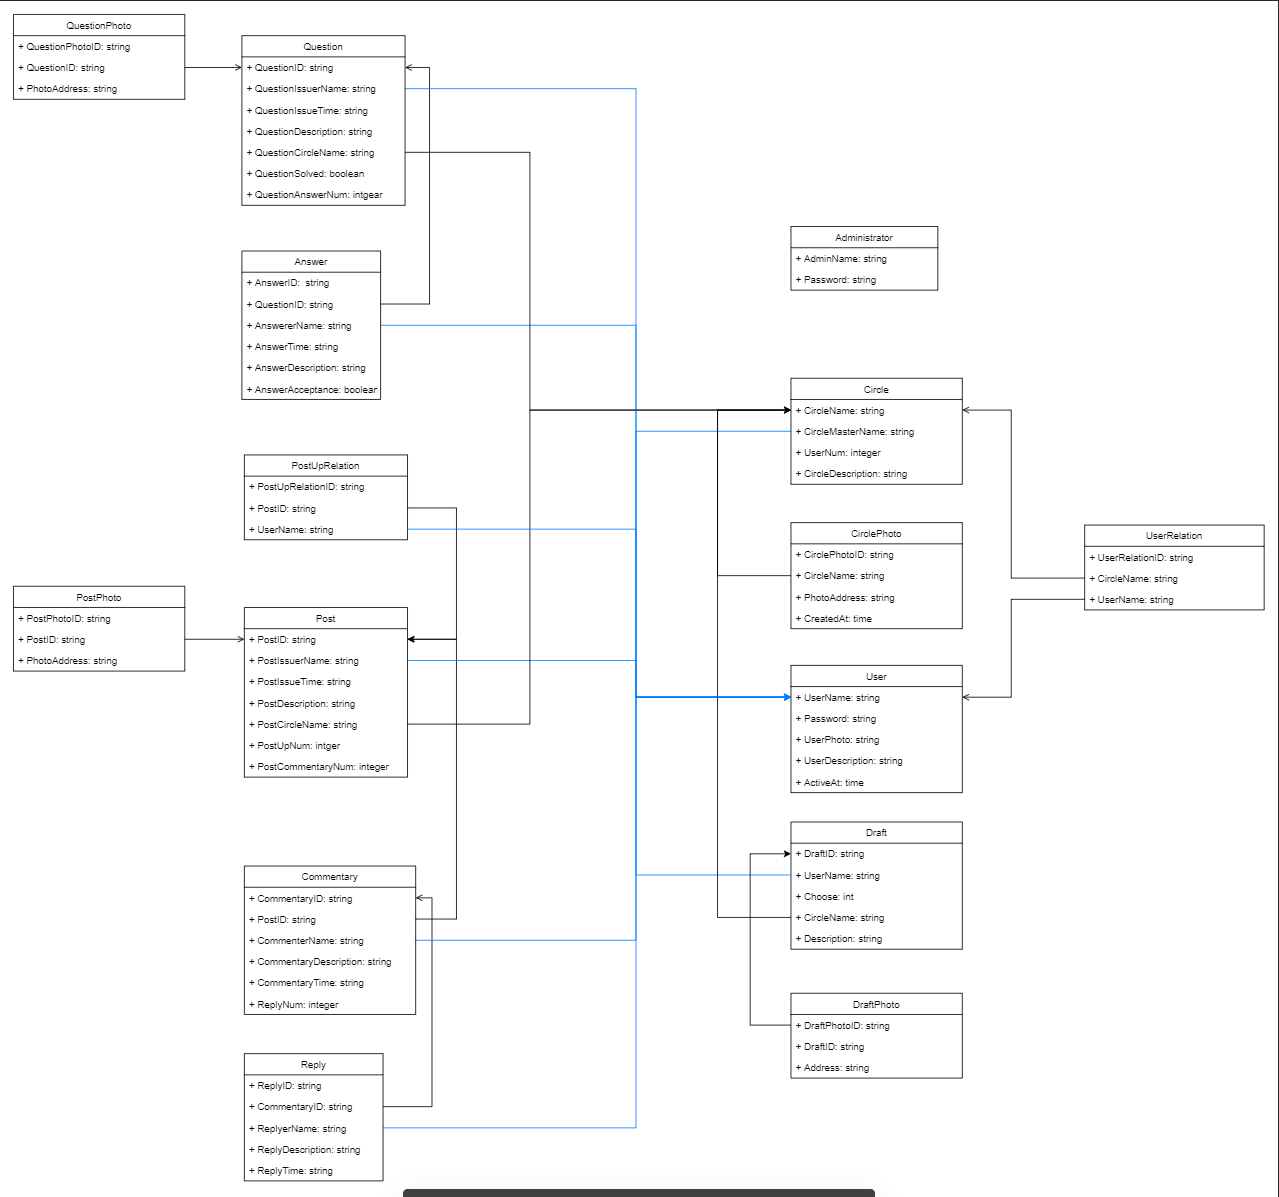 QuestionPhoto
+ QuestionPhotoID: string
+ QuestionID: string
+ PhotoAddress: string
Question
+ QuestionID: string
+ QuestionIssuerName: string
+ QuestionIssueTime: string
+ QuestionDescription: string
+ QuestionCircleName: string
+ QuestionSolved: boolean
+ QuestionAnswerNum: intgear
Answer
+ AnswerID: string
+ QuestionID: string
+ AnswererName: string
+ AnswerTime: string
+ AnswerDescription: string
+ AnswerAcceptance: boolean
PostUpRelation
+ PostUpRelationID: string
+ PostID: string
+ UserName: string
PostPhoto
+ PostPhotoID: string
+ PostID: string
+ PhotoAddress: string
Post
+ PostID: string
+ PostIssuerName: string
+ PostIssueTime: string
+ PostDescription: string
+ PostCircleName: string
+ PostUpNum: intger
+ PostCommentaryNum: integer
Commentary
+ CommentaryID: string
+ PostID: string
+ CommenterName: string
+ CommentaryDescription: string
+ CommentaryTime: string
+ ReplyNum: integer
Reply
+ ReplyID: string
+ CommentaryID: string
+ ReplyerName: string
+ ReplyDescription: string
+ ReplyTime: string
Administrator
+ AdminName: string
+ Password: string
Circle
+ CircleName: string
+ CircleMasterName: string
+ UserNum: integer
+ CircleDescription: string
CirclePhoto
+ CirclePhotoID: string
+ CircleName: string
+ PhotoAddress: string
+ CreatedAt: time
User
+ UserName: string
+ Password: string
+ UserPhoto: string
+ UserDescription: string
+ ActiveAt: time
Draft
+ DraftID: string
+ UserName: string
+ Choose: int
+ CircleName: string
+ Description: string
DraftPhoto
+ DraftPhotoID: string
+ DraftID: string
+ Address: string
UserRelation
+ UserRelationID: string
+ CircleName: string
+ UserName: string